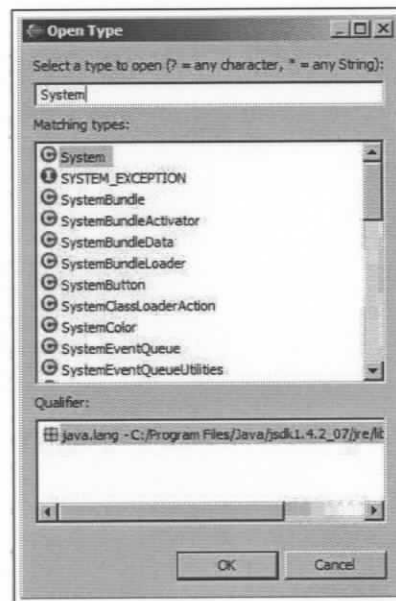 Open Type
Select a type to open (? = any character, * = any String):
System
Matching types:
System
SYSTEM_EXCEPTION
SystemBundle
SystemBundleActivator
SystemBundleData
SystemBundleLoader
SystemButton
SystemClassLoaderAction
SystemColor
SystemEventQueue
SystemEventQueueUtilities
Qualifier:
java.lang - C:/Program Files/Java/jsdk1.4.2_07/jre/lib
OK Cancel